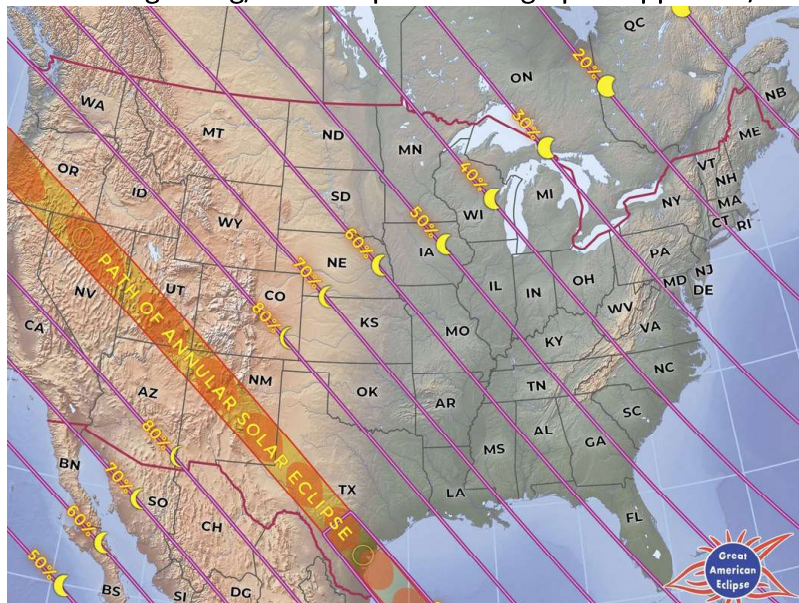 QC
20%
ON
NB
WA
30%
ME
MT
ND
MN
VT
OR
40%
NH
ID
SD
WI
MI
NY
MA
WY
50%
CT
RI
60%
IA
PA
NE
NJ
70%
MD
DE
NV
UT
CO
IL
IN
OH
80%
WV
CA
KS
MO
KY
VA
PATH OF ANNULAR SOLAR ECLIPSE
AZ
NM
OK
TN
NC
AR
80%
SC
MS
AL
GA
BN
70%
SO
TX
LA
CH
FL
60%
50%
BS
SI
DG
Great
American
Eclipse